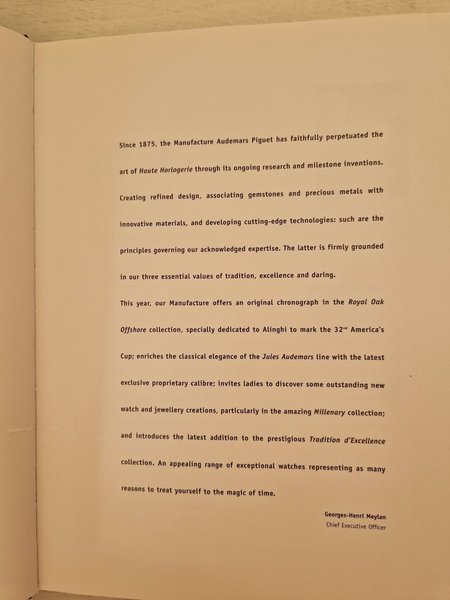 Since 1875, the Manufacture Audemars Piguet has faithfully perpetuated the
art of Haute Horlogerie through its ongoing research and milestone inventions.
Creating refined design, associating gemstones and precious metals with
innovative materials, and developing cutting-edge technologies: such are the
principles governing our acknowledged expertise. The latter is firmly grounded
in our three essential values of tradition, excellence and daring.
This year, our Manufacture offers an original chronograph in the Royal Oak
Offshore collection, specially dedicated to Alinghi to mark the 32nd America's
Cup; enriches the classical elegance of the Jules Audemars line with the latest
exclusive proprietary calibre; invites ladies to discover some outstanding new
watch and jewellery creations, particularly in the amazing Millenary collection;
and introduces the latest addition to the prestigious Tradition d'Excellence
collection. An appealing range of exceptional watches representing as many
reasons to treat yourself to the magic of time.
Georges-Henri Meylan
Chief Executive Officer